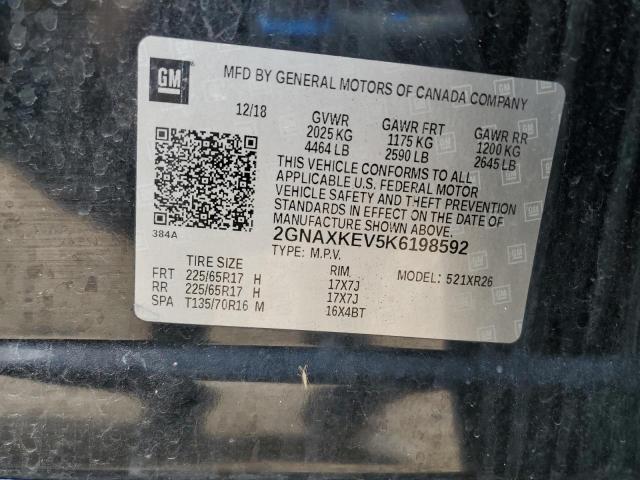 GM
MFD BY GENERAL MOTORS OF CANADA COMPANY
12/18 GVWR GAWR FRT GAWR RR
2025 KG 1175 KG 1200 KG
4464 LB 2590 LB 2645 LB
THIS VEHICLE CONFORMS TO ALL
APPLICABLE U.S. FEDERAL MOTOR
VEHICLE SAFETY AND THEFT PREVENTION
STANDARDS IN EFFECT ON THE DATE OF
MANUFACTURE SHOWN ABOVE.
384A
2GNAXKEV5K6198592
TYPE: M.P.V. MODEL: 521XR26
TIRE SIZE RIM
FRT 225/65R17 H 17X7J
RR 225/65R17 H 17X7J
SPA T135/70R16 M 16X4BT